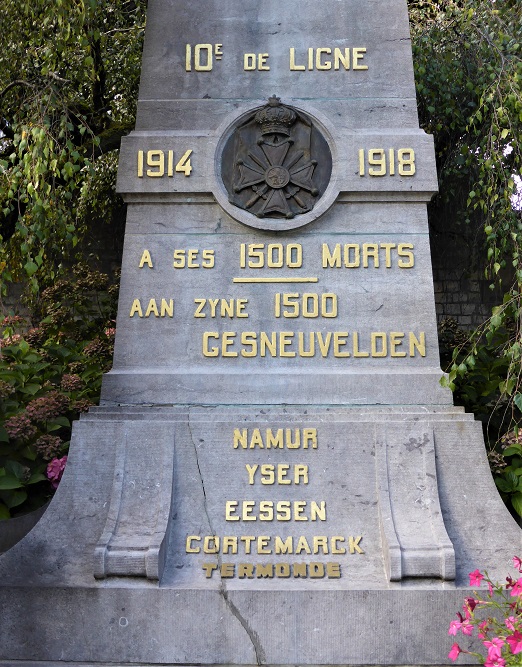 10E DE LIGNE
1914 1918
A SES 1500 MORTS
AAN ZYNE 1500
GESNEUVELDEN
NAMUR
YSER
EESSEN
CORTEMARCK
TERMONDE